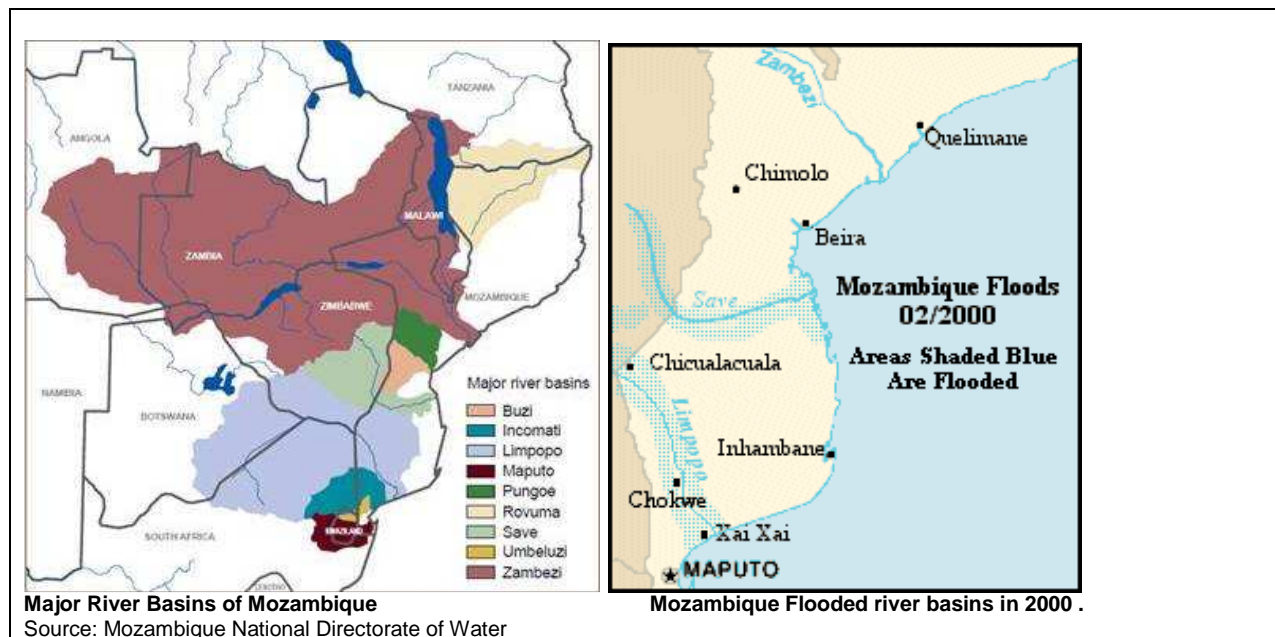 TANZANIA
ANGOLA
MALAWI
ZAMBIA
MOZAMBIQUE
ZIMBABWE
NAMIBIA
BOTSWANA
SWAZILAND
SOUTH AFRICA
LESOTHO
Major river basins
Buzi
Incomati
Limpopo
Maputo
Pungoe
Rovuma
Save
Umbeluzi
Zambezi
Major River Basins of Mozambique
Source: Mozambique National Directorate of Water
Zambezi
Quelimane
Chimolo
Beira
Save
Mozambique Floods
02/2000
Areas Shaded Blue
Are Flooded
Chicualacuala
Limpopo
Inhambane
Chokwe
Xai Xai
MAPUTO
Mozambique Flooded river basins in 2000 .